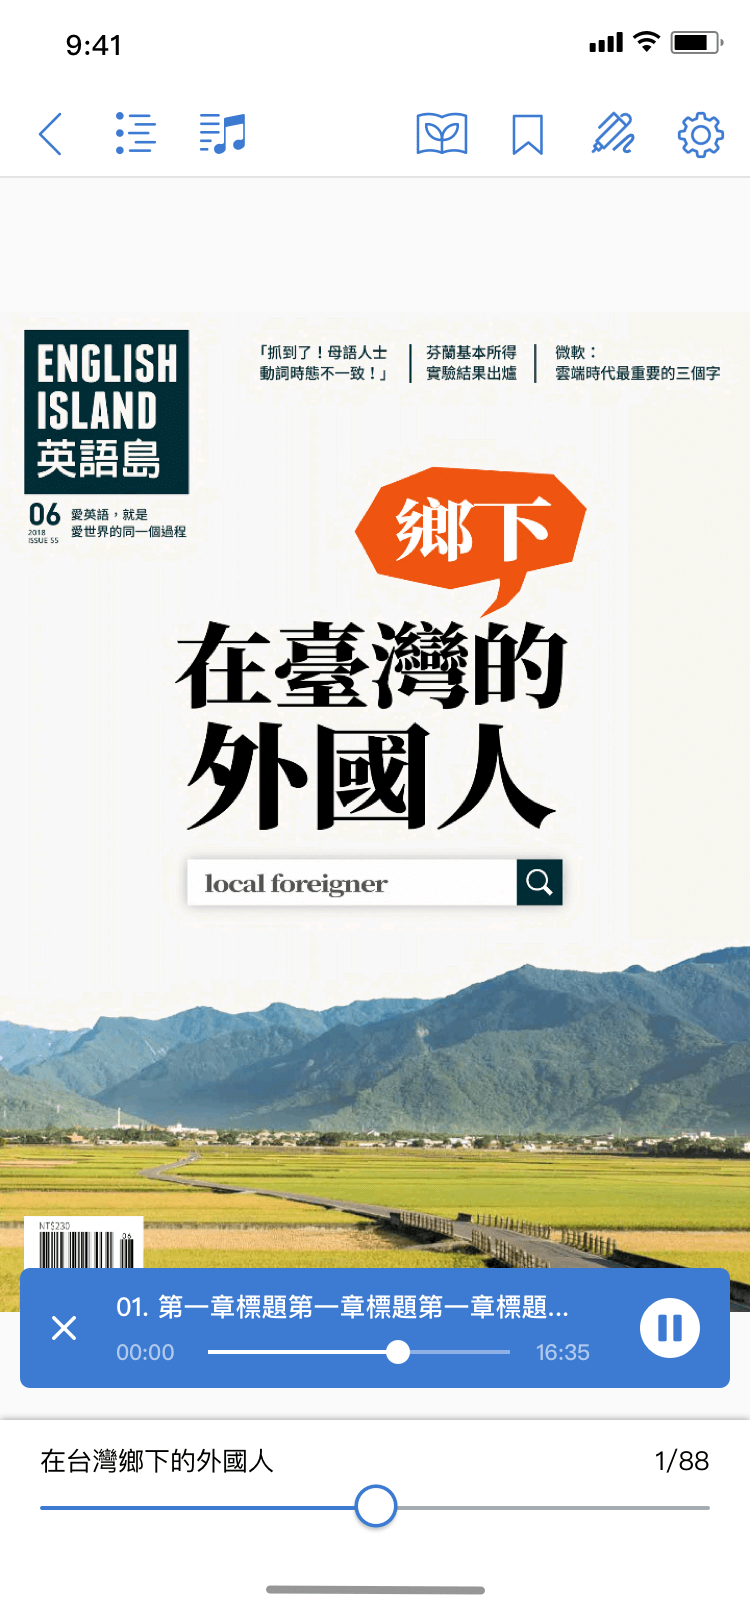 9:41
ENGLISH
ISLAND
英語島
06
2018
ISSUE 55
愛英語，就是
愛世界的同一個過程
「抓到了！母語人士
動詞時態不一致！」
芬蘭基本所得
實驗結果出爐
微軟：
雲端時代最重要的三個字
鄉下
在臺灣的
外國人
local foreigner
NT$230
06
01. 第一章標題第一章標題第一章標題...
00:00
16:35
在台灣鄉下的外國人
1/88